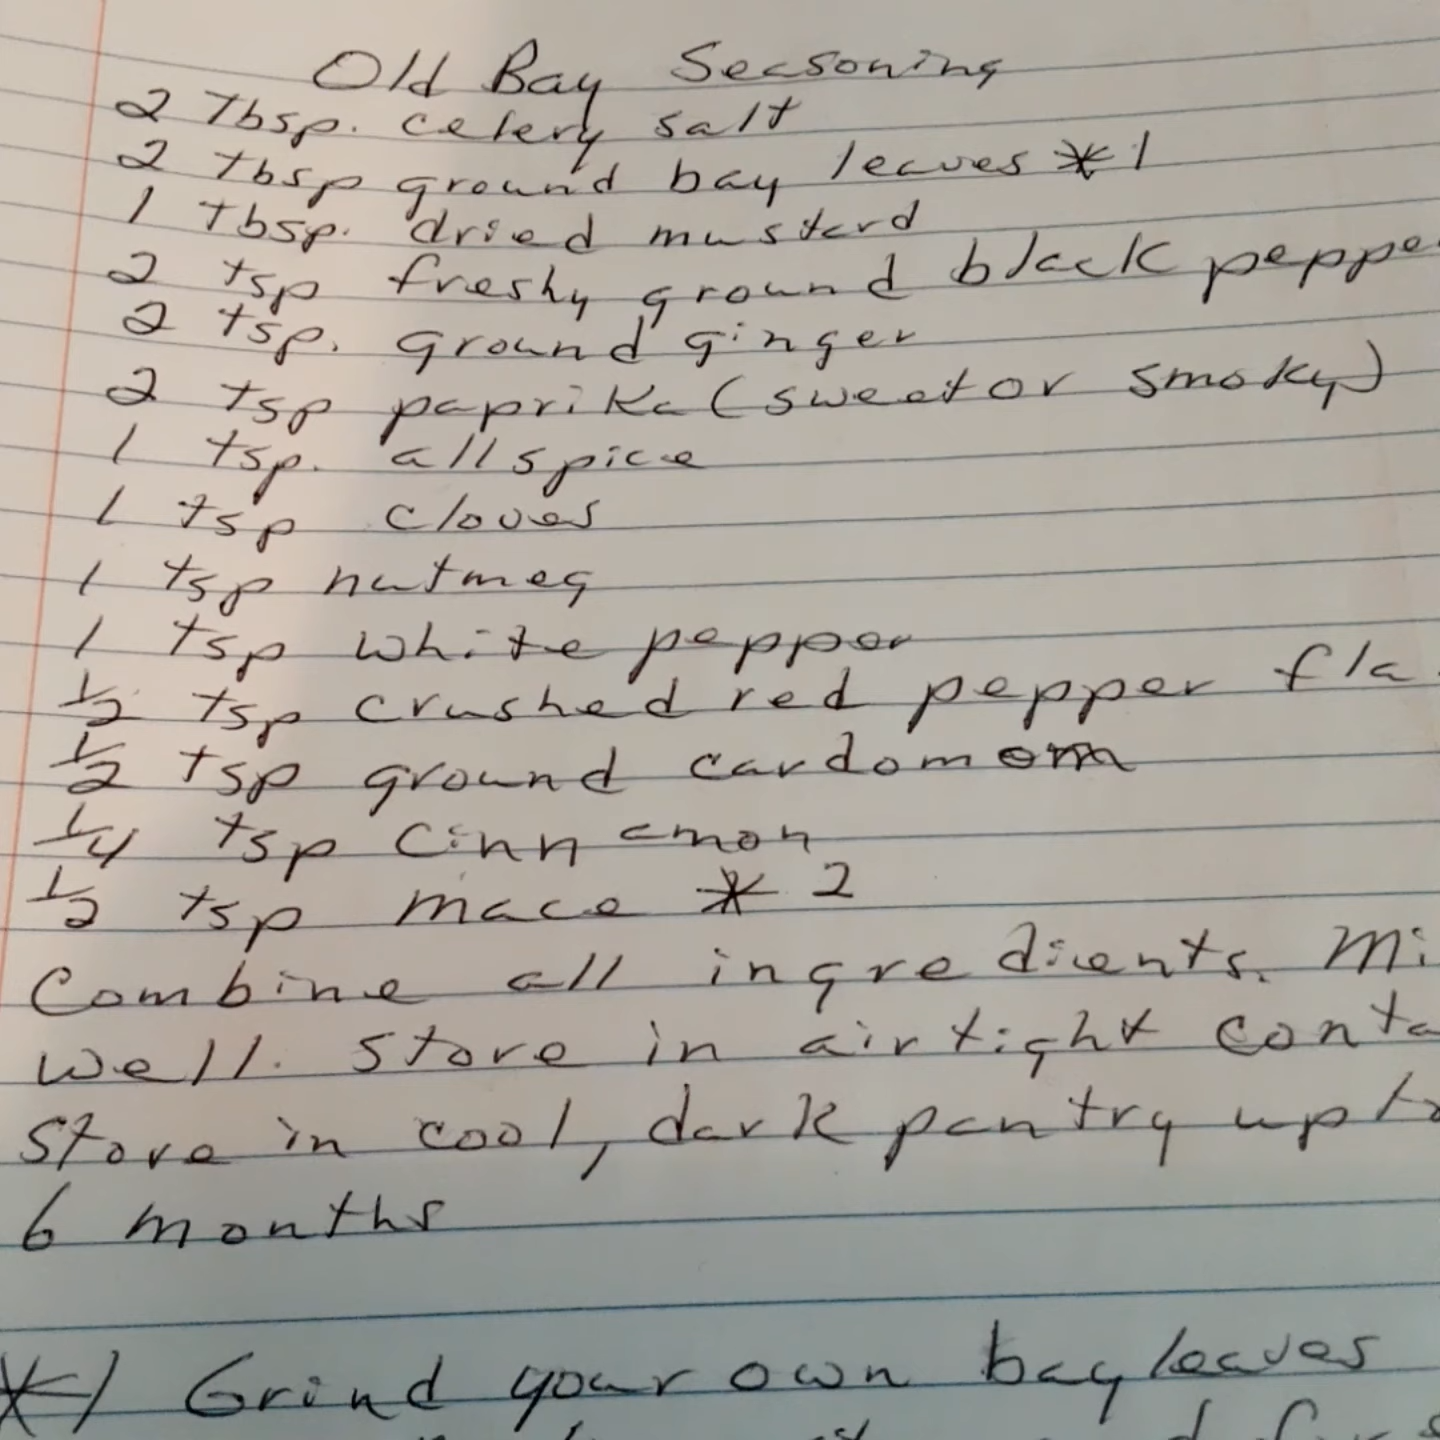 Old Bay Seasoning
2 Tbsp. celery salt
2 Tbsp ground bay leaves *1
1 Tbsp. dried mustard
2 tsp freshy ground black peppe
2 tsp. ground ginger
2 tsp paprika (sweet or smoky)
1 tsp. allspice
1 tsp cloves
1 tsp nutmeg
1 tsp white pepper
1/2 tsp crushed red pepper fla
1/2 tsp ground cardomom
1/4 tsp cinnamon
1/2 tsp mace *2
Combine all ingredients. Mi
well. Store in airtight conta
Store in cool, dark pantry up to
6 months
*1 Grind your own bay leaves